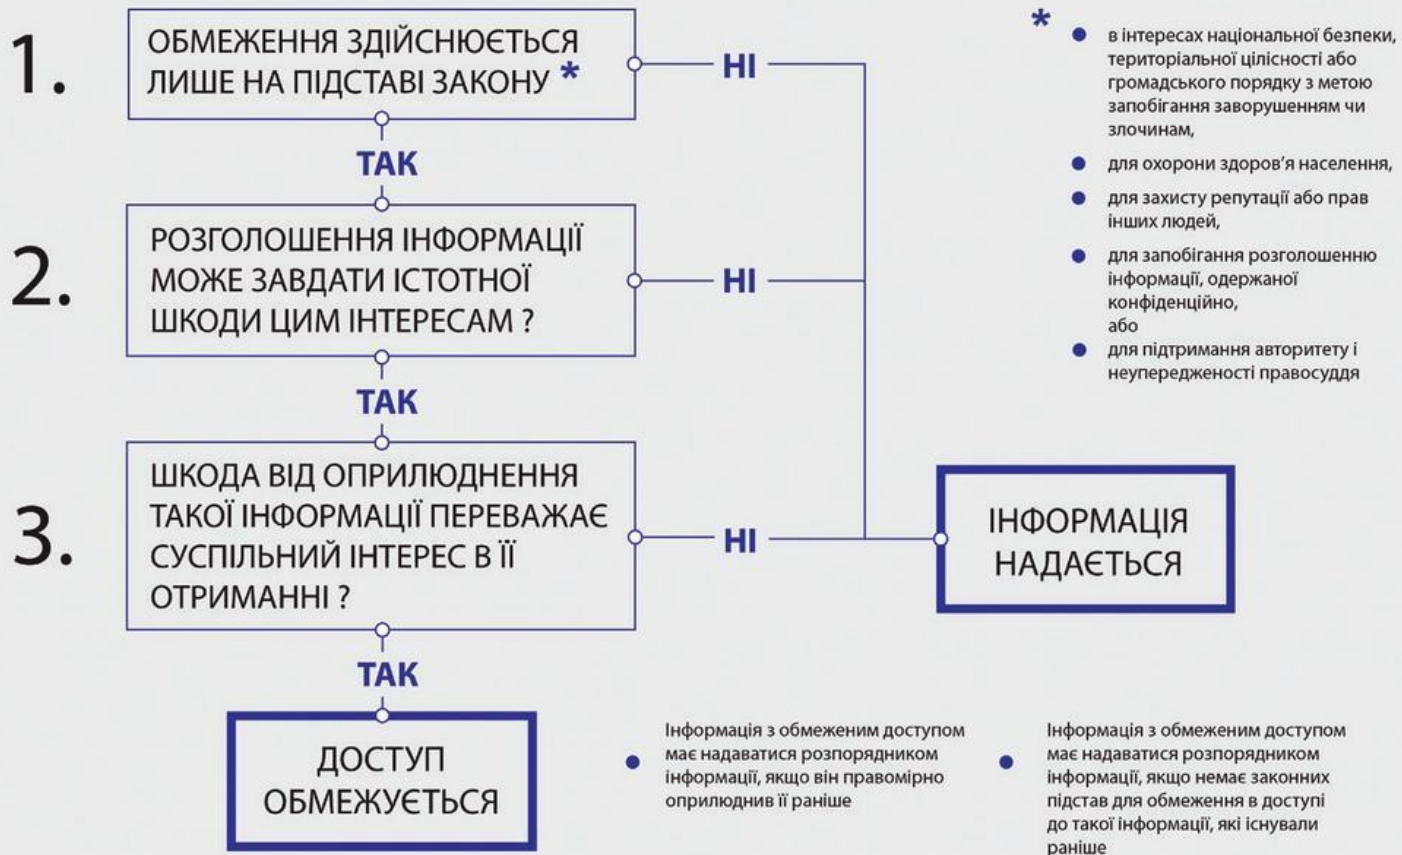 1.
ОБМЕЖЕННЯ ЗДІЙСНЮЄТЬСЯ
ЛИШЕ НА ПІДСТАВІ ЗАКОНУ *
НІ
ТАК
2.
РОЗГОЛОШЕННЯ ІНФОРМАЦІЇ
МОЖЕ ЗАВДАТИ ІСТОТНОЇ
ШКОДИ ЦИМ ІНТЕРЕСАМ ?
НІ
ТАК
3.
ШКОДА ВІД ОПРИЛЮДНЕННЯ
ТАКОЇ ІНФОРМАЦІЇ ПЕРЕВАЖАЄ
СУСПІЛЬНИЙ ІНТЕРЕС В ЇЇ
ОТРИМАННІ ?
НІ
ТАК
ДОСТУП
ОБМЕЖУЄТЬСЯ
ІНФОРМАЦІЯ
НАДАЄТЬСЯ
*
● в інтересах національної безпеки,
територіальної цілісності або
громадського порядку з метою
запобігання заворушенням чи
злочинам,
● для охорони здоров'я населення,
● для захисту репутації або прав
інших людей,
● для запобігання розголошенню
інформації, одержаної
конфіденційно,
або
● для підтримання авторитету і
неупередженості правосуддя
● Інформація з обмеженим доступом
має надаватися розпорядником
інформації, якщо він правомірно
оприлюднив її раніше
● Інформація з обмеженим доступом
має надаватися розпорядником
інформації, якщо немає законних
підстав для обмеження в доступі
до такої інформації, які існували
раніше